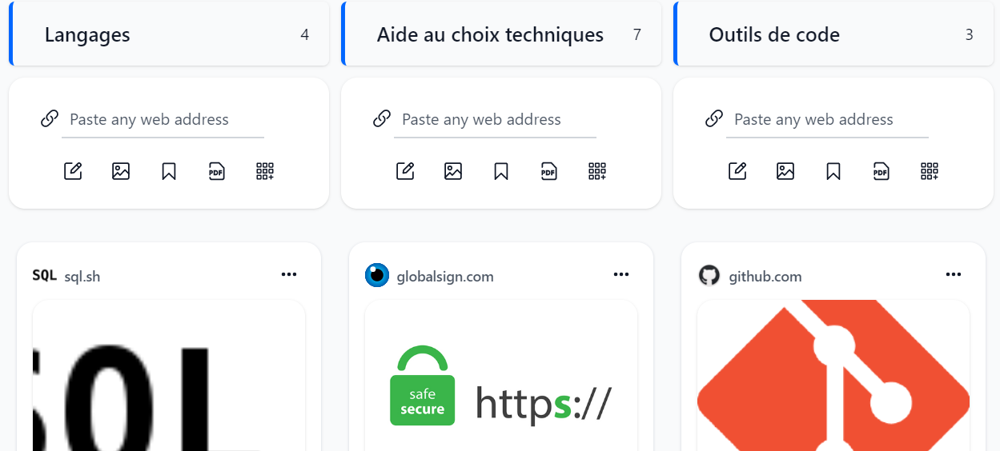 Langages 4
Aide au choix techniques 7
Outils de code 3
Paste any web address
PDF
Paste any web address
PDF
Paste any web address
PDF
SQL sql.sh
SQL
globalsign.com
safe
secure
https://
github.com